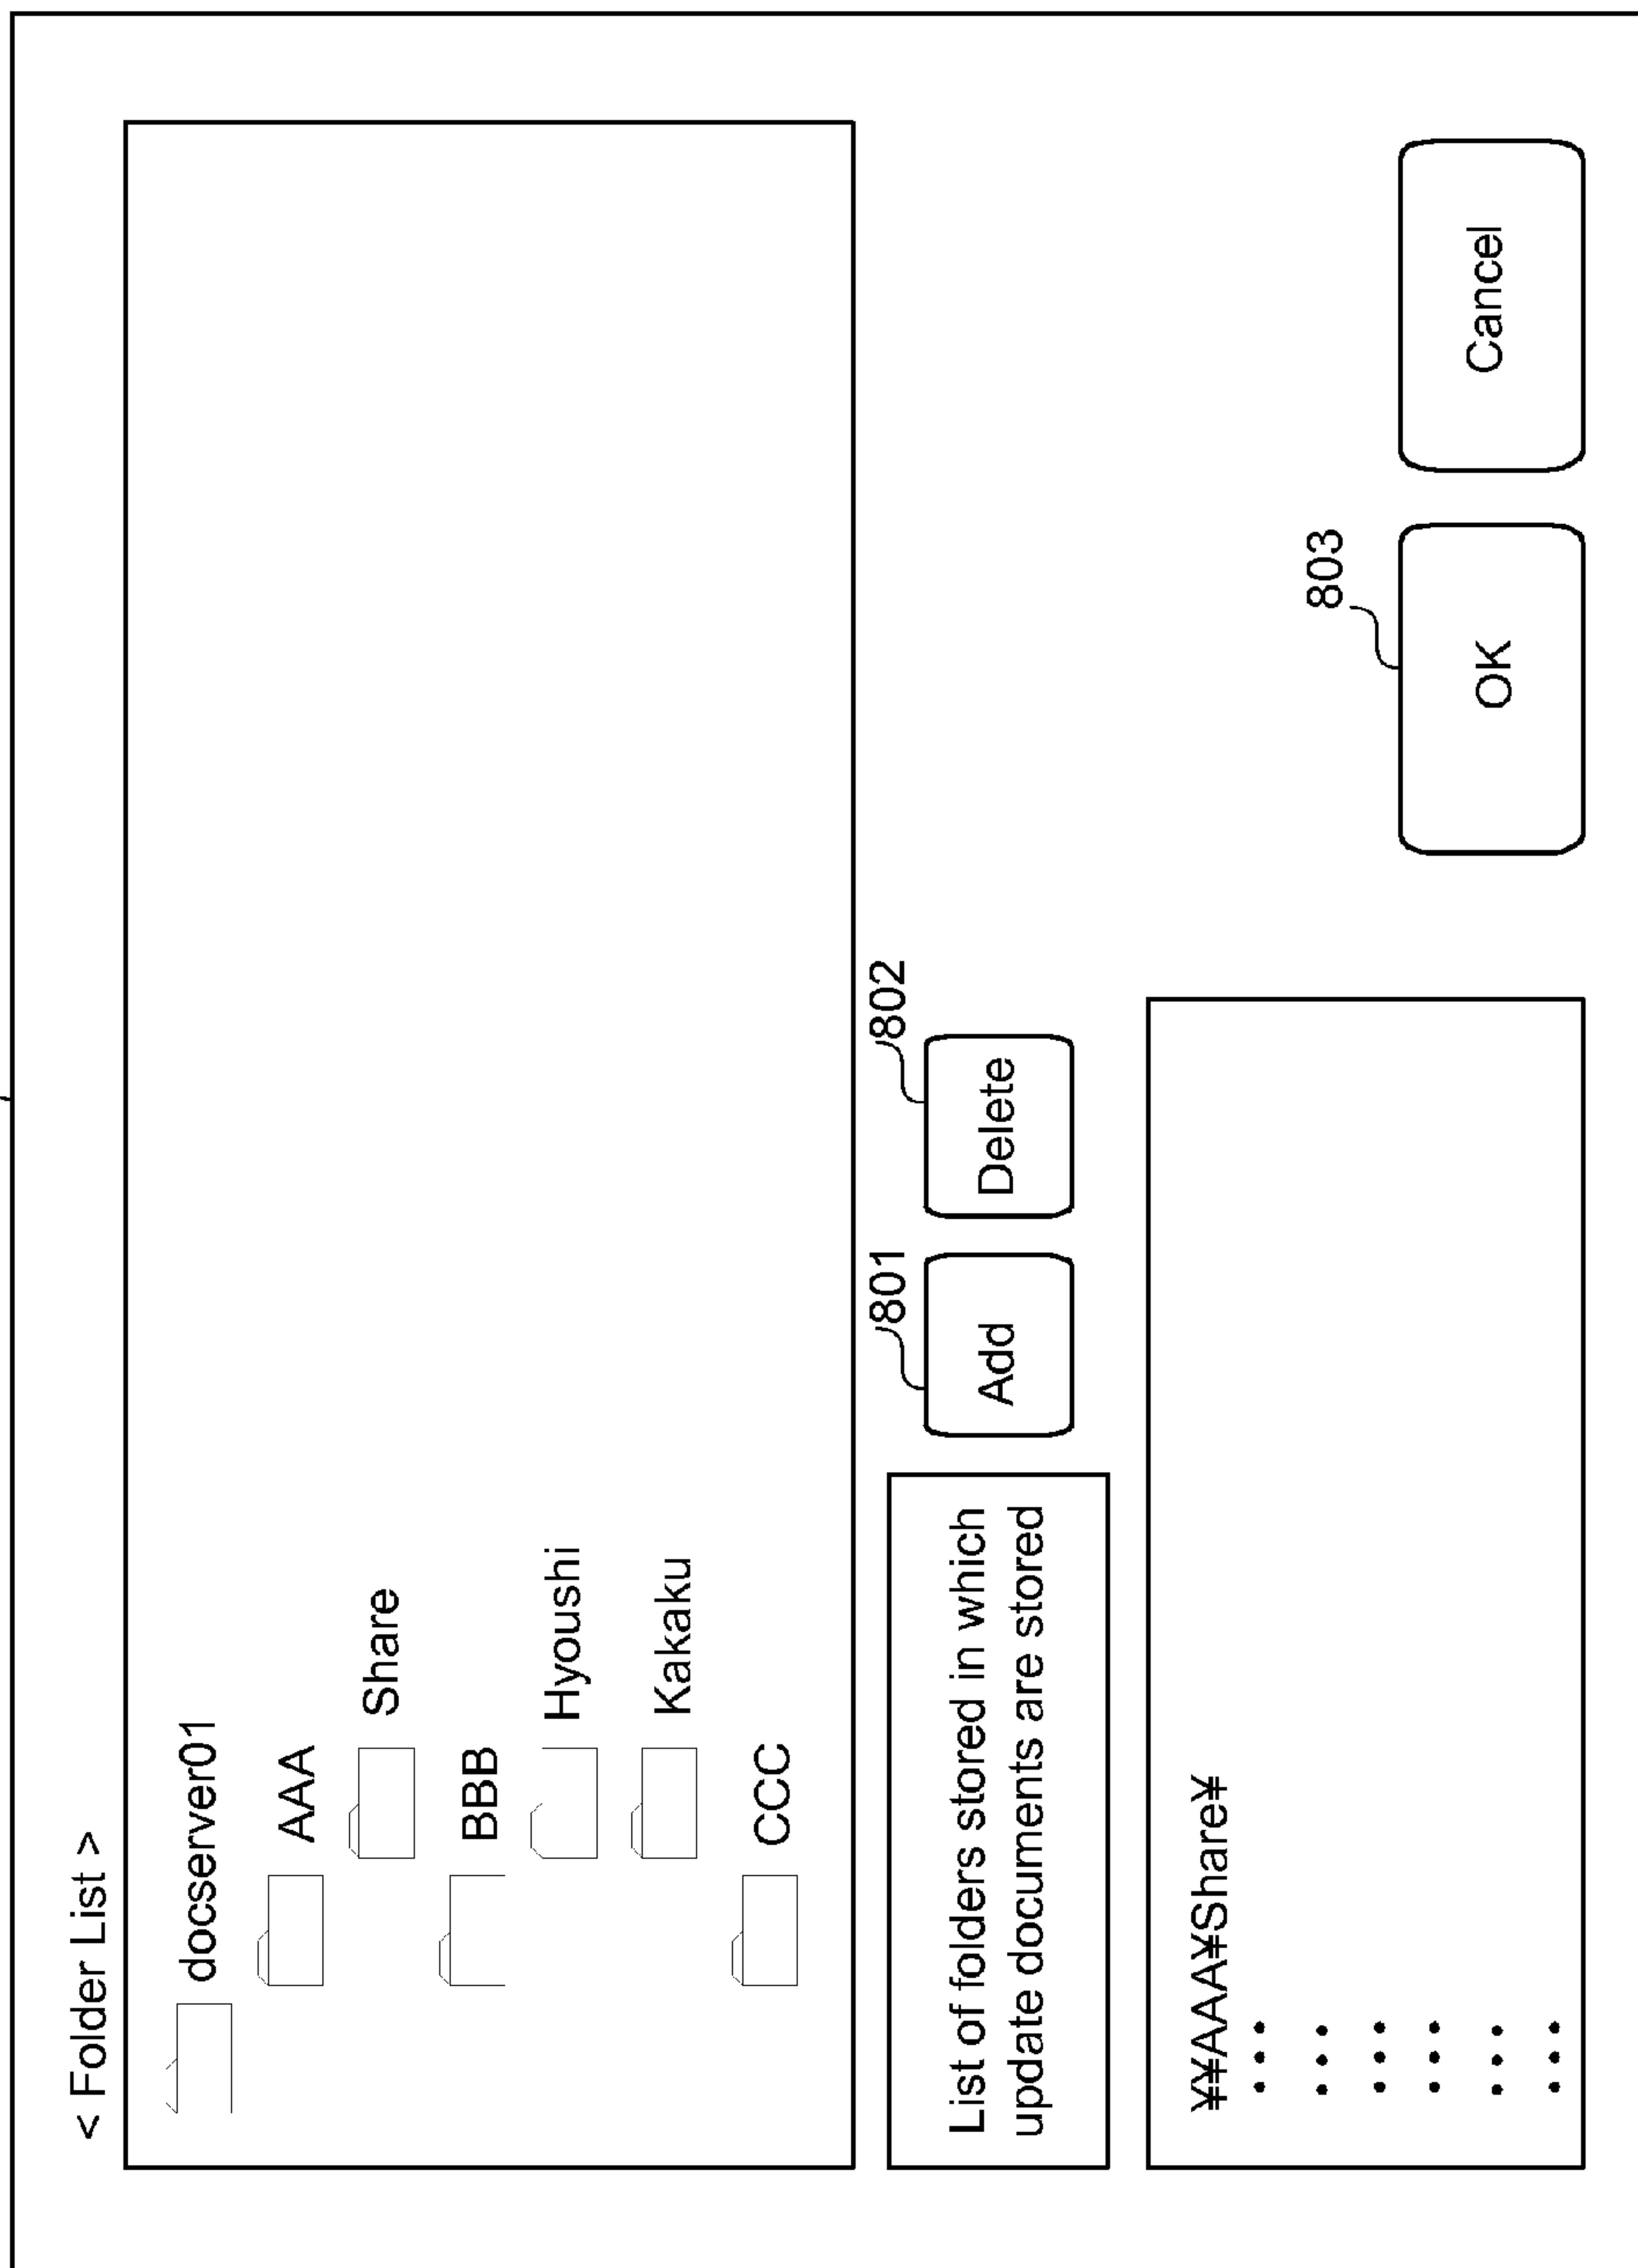 < Folder List >
docserver01
AAA
Share
BBB
Hyoushi
Kakaku
CCC
List of folders stored in which
update documents are stored
801
Add
802
Delete
¥¥AAA¥Share¥
• • •
• • •
• • •
• • •
• • •
• • •
803
OK
Cancel